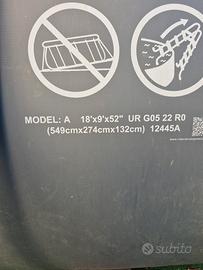 MODEL: A 18'x9'x52" UR G05 22 R0
(549cmx274cmx132cm) 12445A
subito